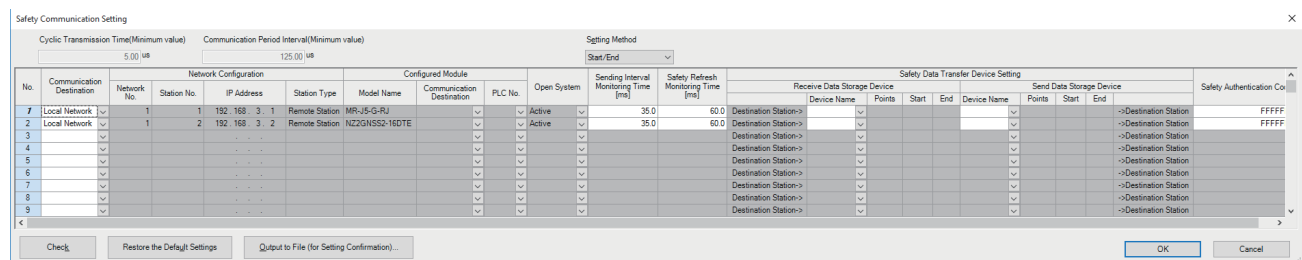 Safety Communication Setting
Cyclic Transmission Time(Minimum value) Communication Period Interval(Minimum value) Setting Method
5.00 us 125.00 us Start/End
No. Communication Destination Network Configuration Configured Module Open System Sending Interval Monitoring Time [ms] Safety Refresh Monitoring Time [ms] Safety Data Transfer Device Setting Safety Authentication Co
Network No. Station No. IP Address Station Type Model Name Communication Destination PLC No. Receive Data Storage Device Send Data Storage Device
Device Name Points Start End Device Name Points Start End
1 Local Network 1 1 192.168. 3. 1 Remote Station MR-J5-G-RJ Active 35.0 60.0 Destination Station-> ->Destination Station FFFFF
2 Local Network 1 2 192.168. 3. 2 Remote Station NZ2GNSS2-16DTE Active 35.0 60.0 Destination Station-> ->Destination Station FFFFF
3 . . . Destination Station-> ->Destination Station
4 . . . Destination Station-> ->Destination Station
5 . . . Destination Station-> ->Destination Station
6 . . . Destination Station-> ->Destination Station
7 . . . Destination Station-> ->Destination Station
8 . . . Destination Station-> ->Destination Station
9 . . . Destination Station-> ->Destination Station
Check Restore the Default Settings Output to File (for Setting Confirmation)... OK Cancel